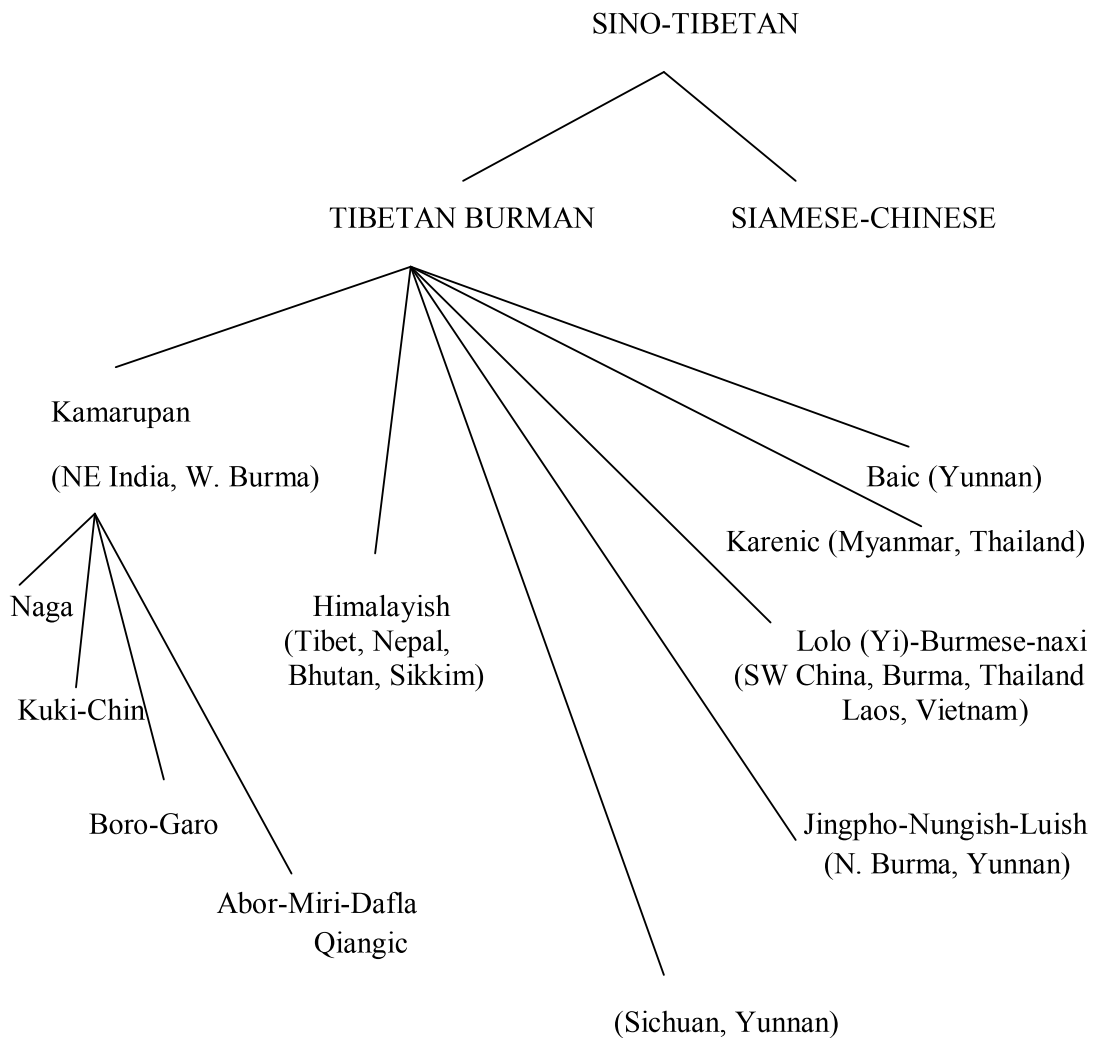 SINO-TIBETAN
TIBETAN BURMAN
SIAMESE-CHINESE
Kamarupan
(NE India, W. Burma)
Baic (Yunnan)
Karenic (Myanmar, Thailand)
Naga
Himalayish
(Tibet, Nepal,
Bhutan, Sikkim)
Lolo (Yi)-Burmese-naxi
(SW China, Burma, Thailand
Laos, Vietnam)
Kuki-Chin
Boro-Garo
Jingpho-Nungish-Luish
(N. Burma, Yunnan)
Abor-Miri-Dafla
Qiangic
(Sichuan, Yunnan)